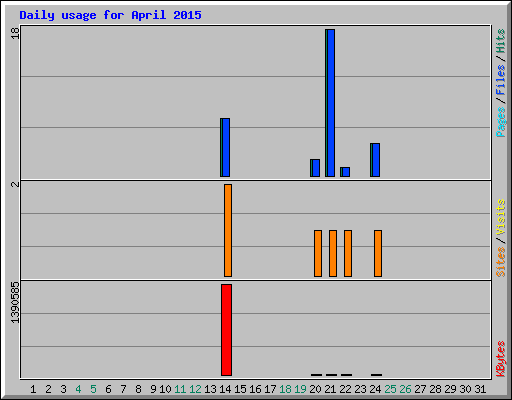 Daily usage for April 2015
18
Pages/Files/Hits
2
Sites/Visits
1390585
KBytes
1 2 3 4 5 6 7 8 9 10 11 12 13 14 15 16 17 18 19 20 21 22 23 24 25 26 27 28 29 30 31